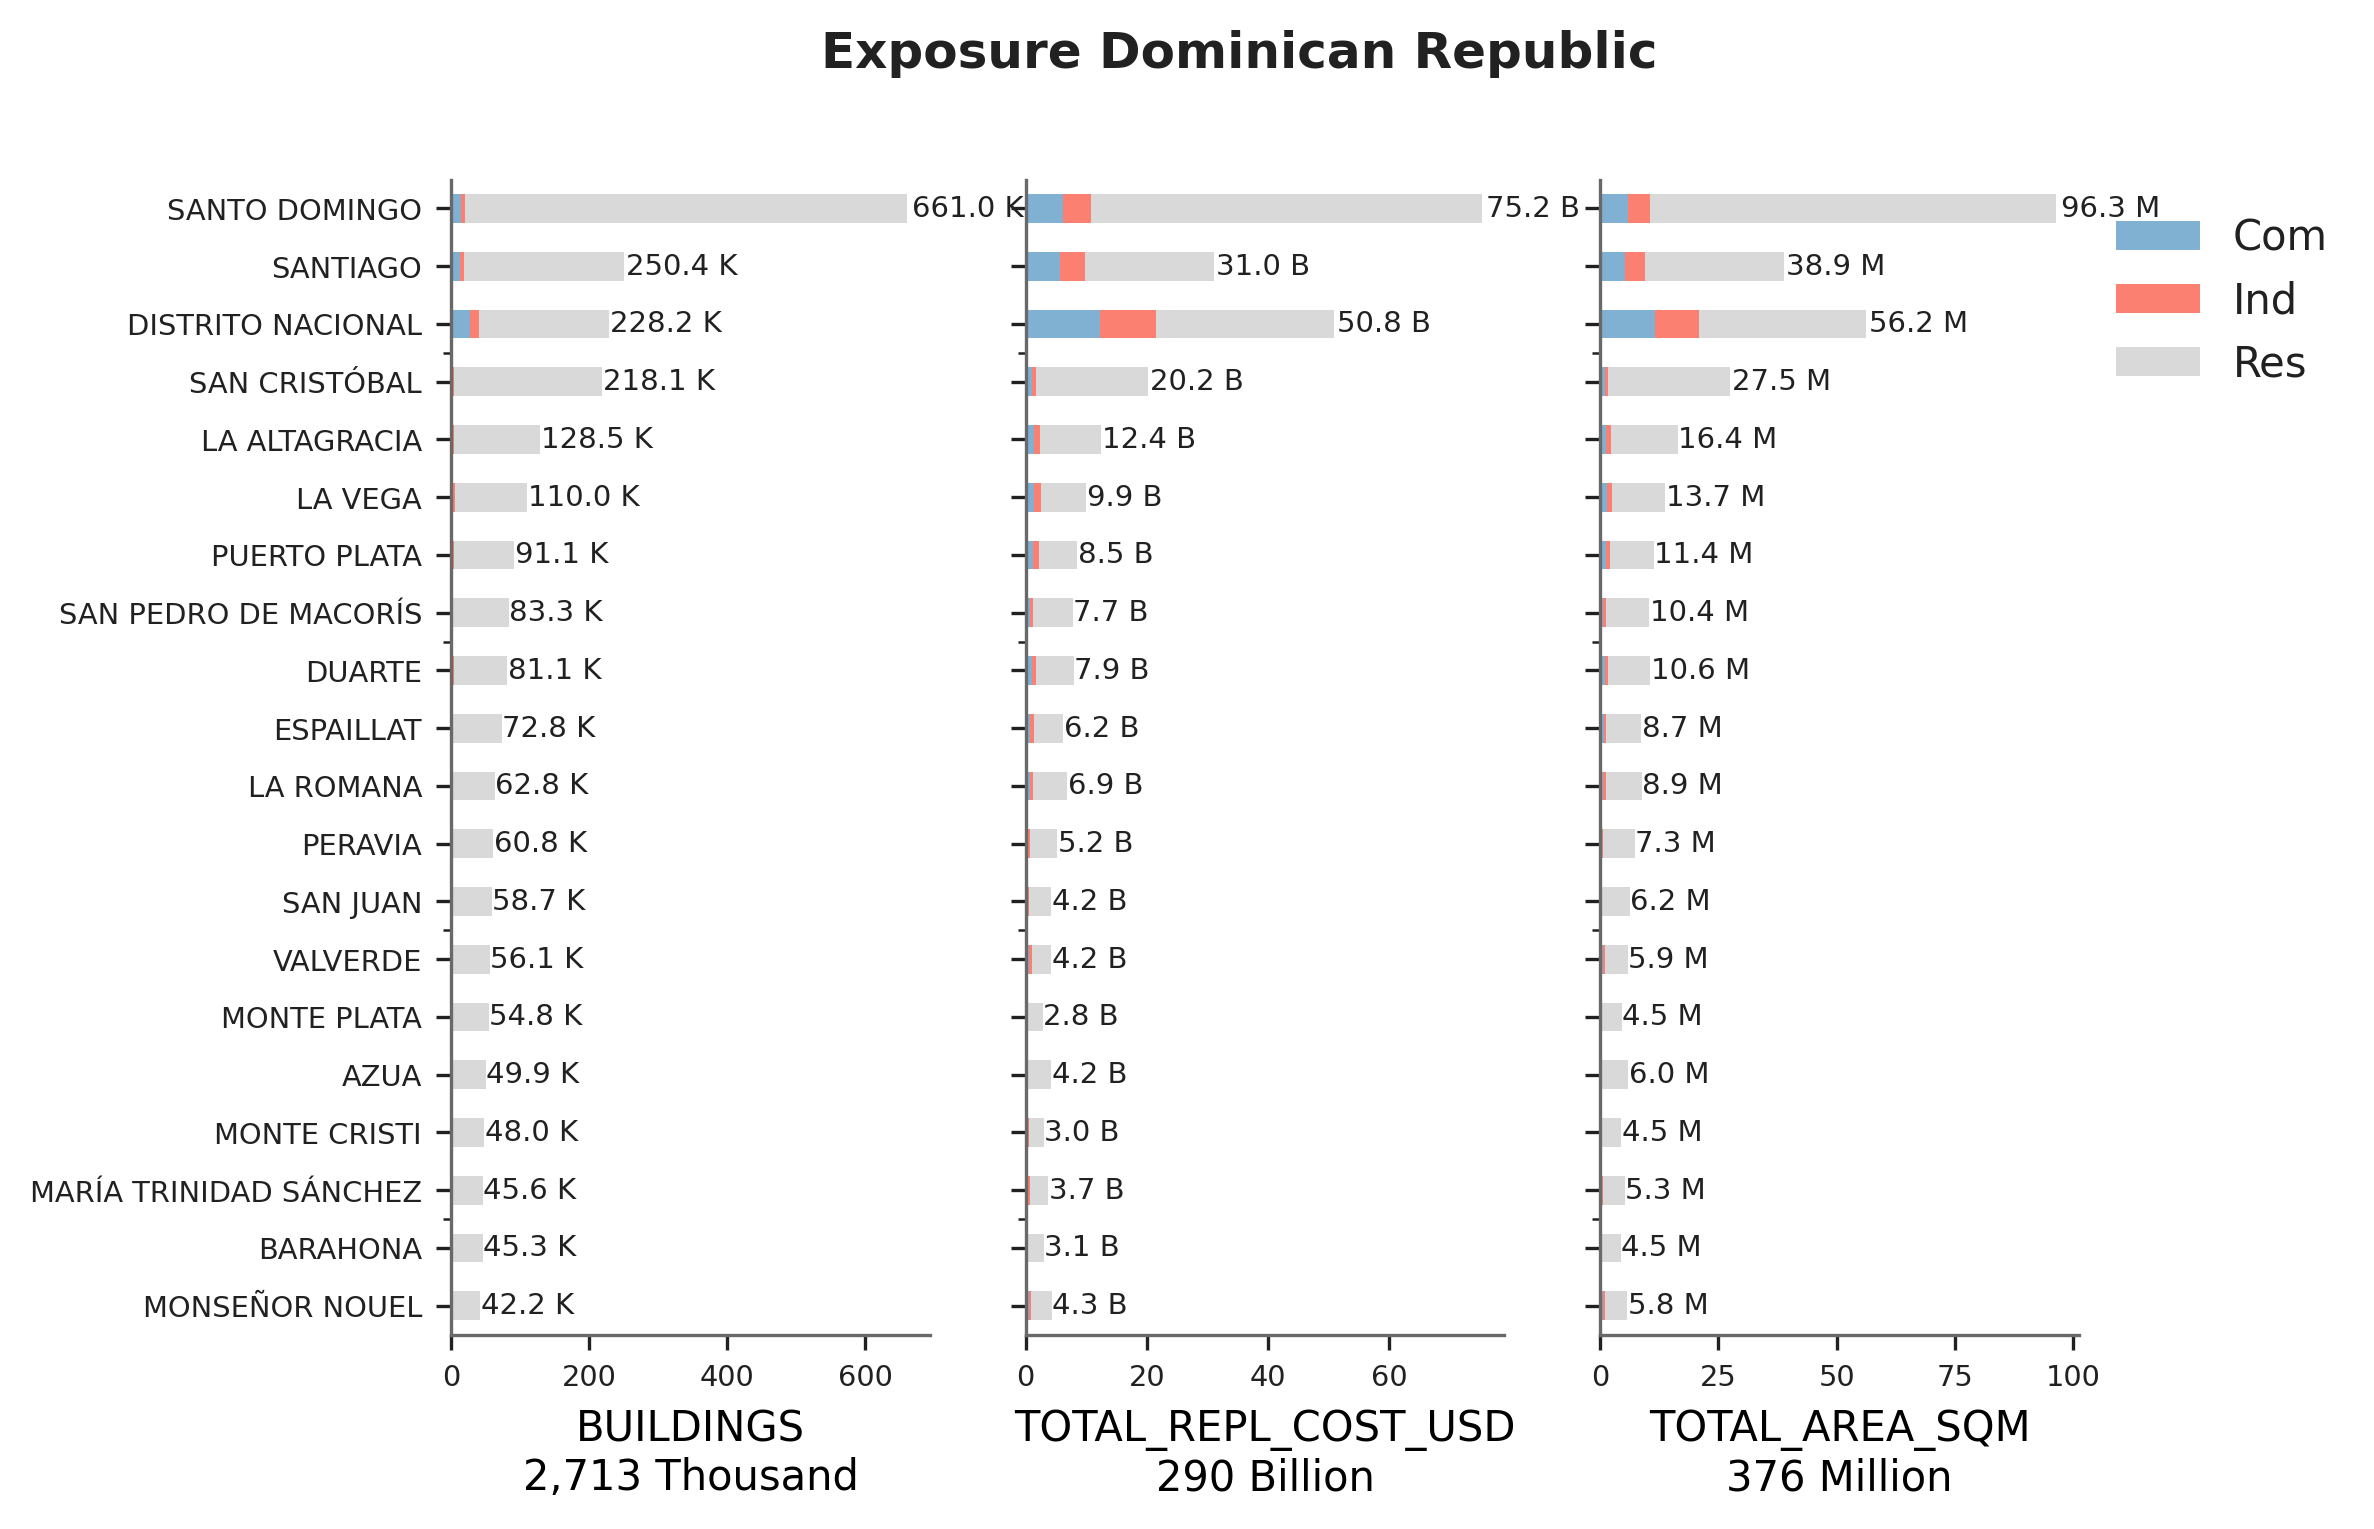 Exposure Dominican Republic
SANTO DOMINGO 661.0 K 75.2 B 96.3 M
SANTIAGO 250.4 K 31.0 B 38.9 M
DISTRITO NACIONAL 228.2 K 50.8 B 56.2 M
SAN CRISTÓBAL 218.1 K 20.2 B 27.5 M
LA ALTAGRACIA 128.5 K 12.4 B 16.4 M
LA VEGA 110.0 K 9.9 B 13.7 M
PUERTO PLATA 91.1 K 8.5 B 11.4 M
SAN PEDRO DE MACORÍS 83.3 K 7.7 B 10.4 M
DUARTE 81.1 K 7.9 B 10.6 M
ESPAILLAT 72.8 K 6.2 B 8.7 M
LA ROMANA 62.8 K 6.9 B 8.9 M
PERAVIA 60.8 K 5.2 B 7.3 M
SAN JUAN 58.7 K 4.2 B 6.2 M
VALVERDE 56.1 K 4.2 B 5.9 M
MONTE PLATA 54.8 K 2.8 B 4.5 M
AZUA 49.9 K 4.2 B 6.0 M
MONTE CRISTI 48.0 K 3.0 B 4.5 M
MARÍA TRINIDAD SÁNCHEZ 45.6 K 3.7 B 5.3 M
BARAHONA 45.3 K 3.1 B 4.5 M
MONSEÑOR NOUEL 42.2 K 4.3 B 5.8 M
0 200 400 600 0 20 40 60 0 25 50 75 100
BUILDINGS TOTAL_REPL_COST_USD TOTAL_AREA_SQM
2,713 Thousand 290 Billion 376 Million
Com
Ind
Res